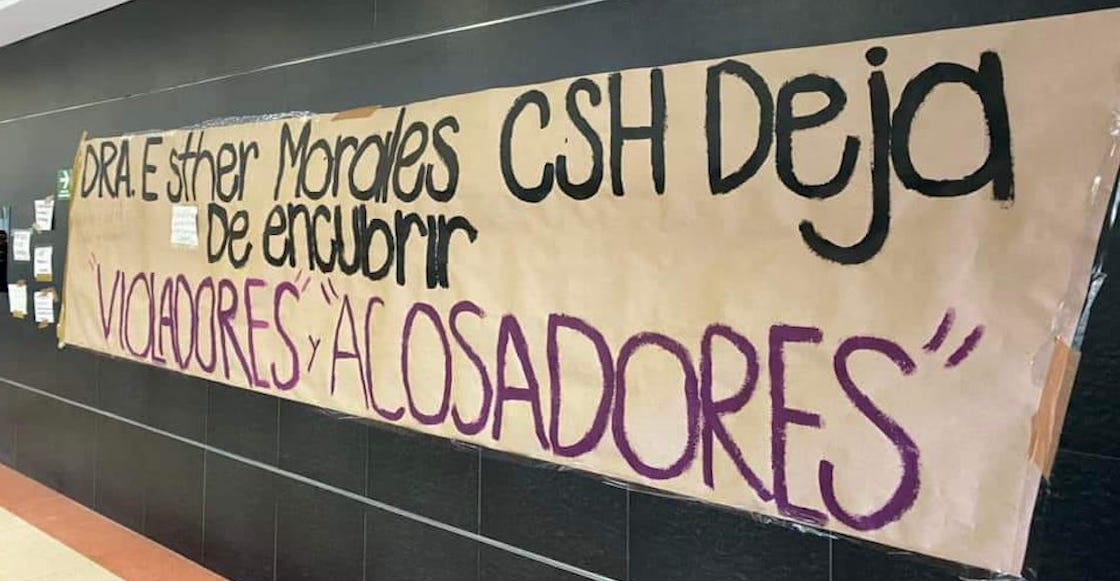 DRA. Esther Morales CSH Deja
De encubrir
"VIOLADORES" y "ACOSADORES"